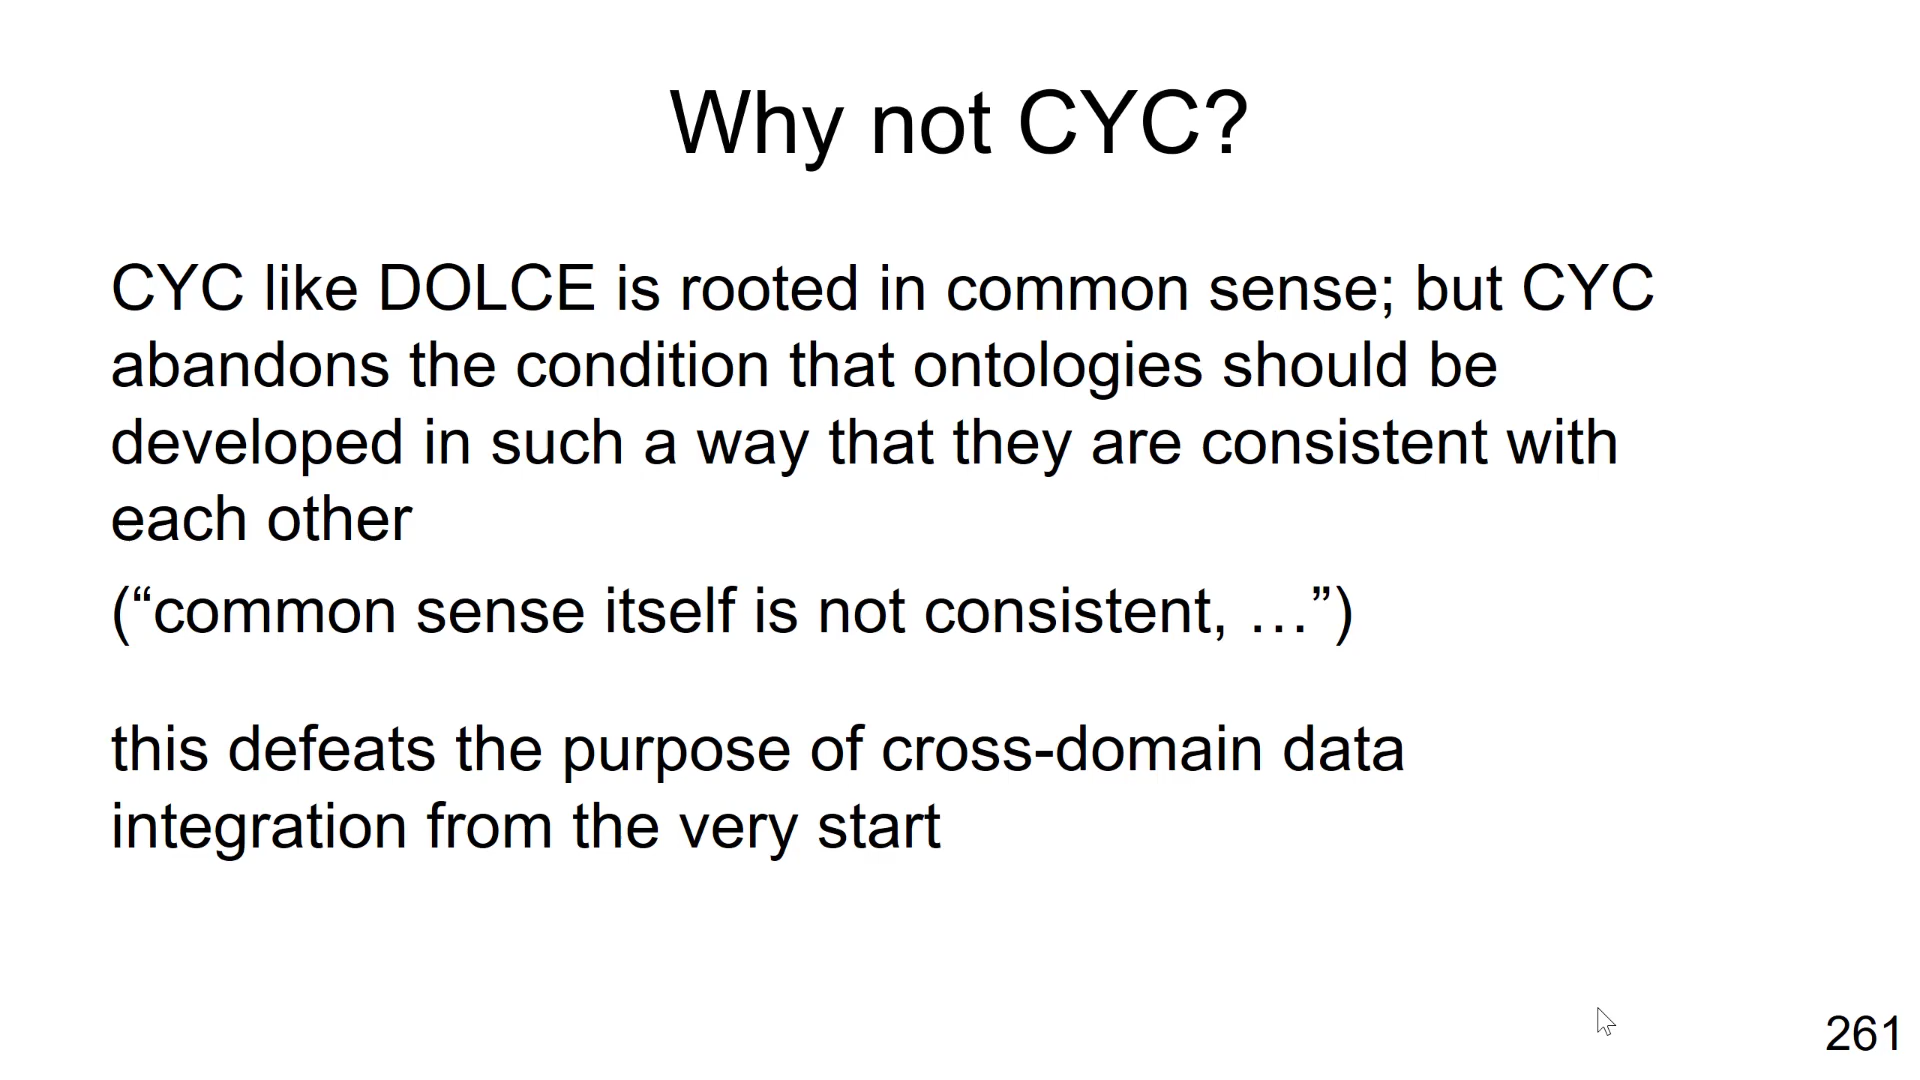 Why not CYC?
CYC like DOLCE is rooted in common sense; but CYC
abandons the condition that ontologies should be
developed in such a way that they are consistent with
each other
(“common sense itself is not consistent, …”)
this defeats the purpose of cross-domain data
integration from the very start
261